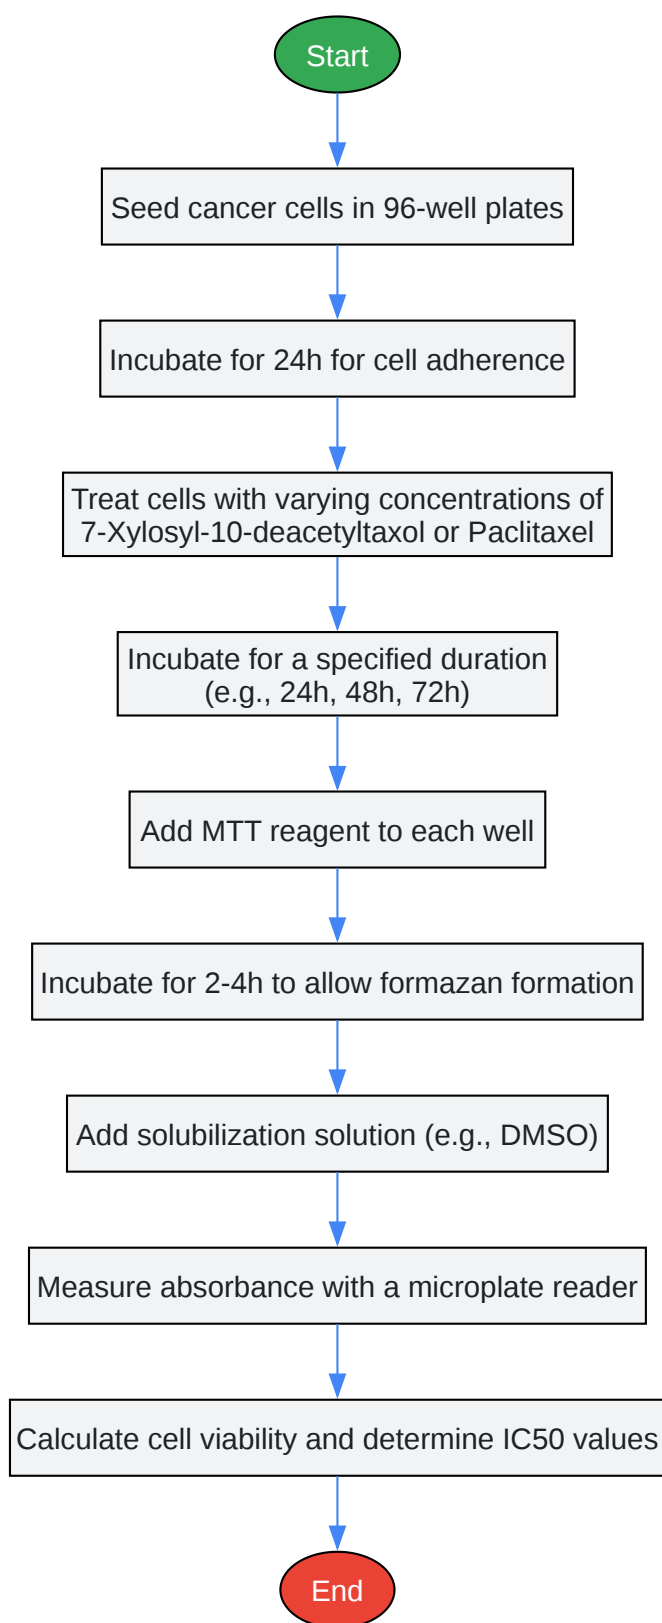 Start
Seed cancer cells in 96-well plates
Incubate for 24h for cell adherence
Treat cells with varying concentrations of
7-Xylosyl-10-deacetyltaxol or Paclitaxel
Incubate for a specified duration
(e.g., 24h, 48h, 72h)
Add MTT reagent to each well
Incubate for 2-4h to allow formazan formation
Add solubilization solution (e.g., DMSO)
Measure absorbance with a microplate reader
Calculate cell viability and determine IC50 values
End